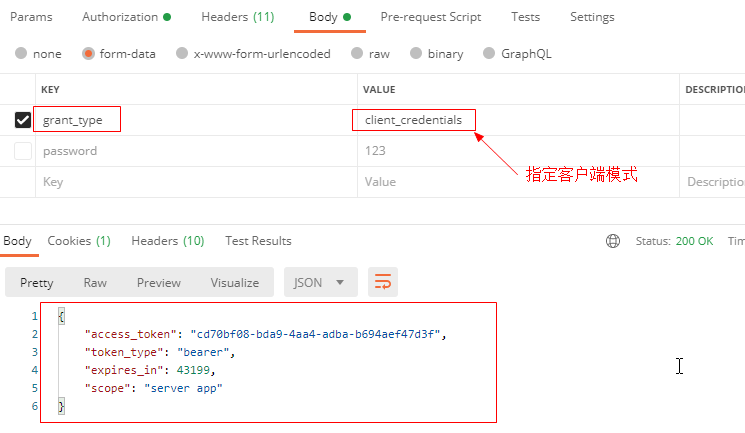 Params Authorization Headers (11) Body Pre-request Script Tests Settings
none form-data x-www-form-urlencoded raw binary GraphQL
KEY VALUE DESCRIPTION
grant_type client_credentials
password 123
Key Value Description
指定客户端模式
Body Cookies (1) Headers (10) Test Results Status: 200 OK Tim
Pretty Raw Preview Visualize JSON
1 {
2 "access_token": "cd70bf08-bda9-4aa4-adba-b694aef47d3f",
3 "token_type": "bearer",
4 "expires_in": 43199,
5 "scope": "server app"
6 }